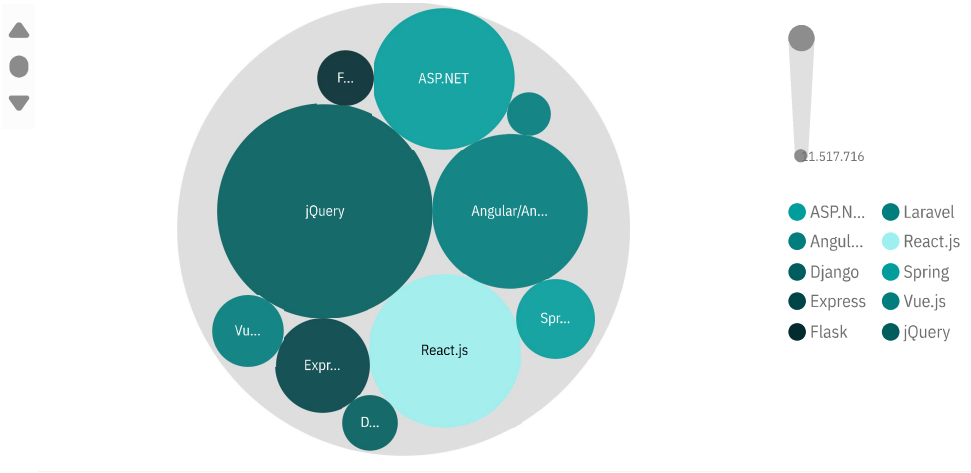 ASP.NET
F...
jQuery
Angular/An...
Vu...
Spr...
React.js
Expr...
D...
11.517.716
ASP.N...
Laravel
Angul...
React.js
Django
Spring
Express
Vue.js
Flask
jQuery